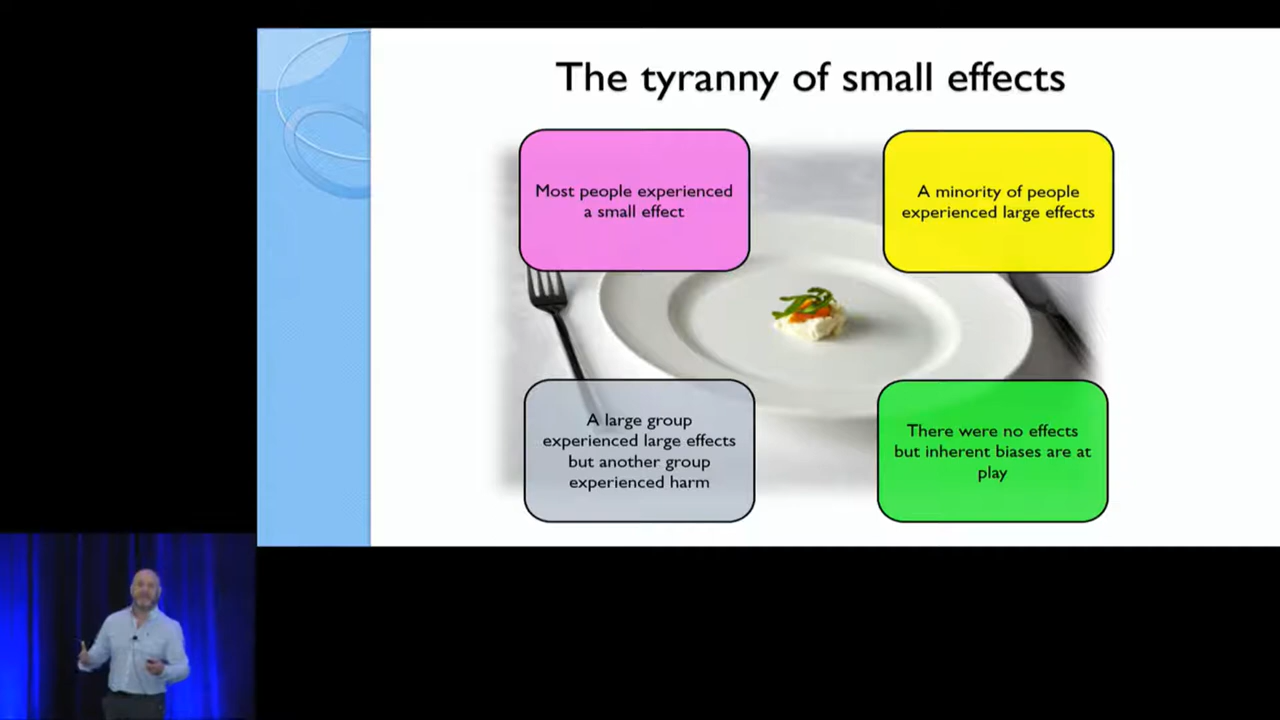 The tyranny of small effects
Most people experienced
a small effect
A minority of people
experienced large effects
A large group
experienced large effects
but another group
experienced harm
There were no effects
but inherent biases are at
play